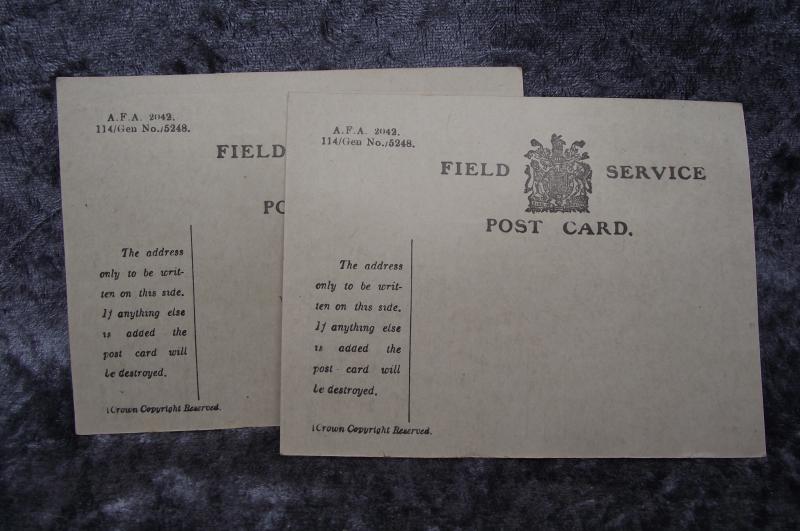 A.F.A. 2042.
114/Gen No./5248.
FIELD
PO
The address
only to be writ-
ten on this side.
If anything else
is added the
post card will
be destroyed.
(Crown Copyright Reserved.
A.F.A. 2042.
114/Gen No./5248.
FIELD SERVICE
POST CARD.
The address
only to be writ-
ten on this side.
If anything else
is added the
post card will
be destroyed.
(Crown Copyright Reserved.